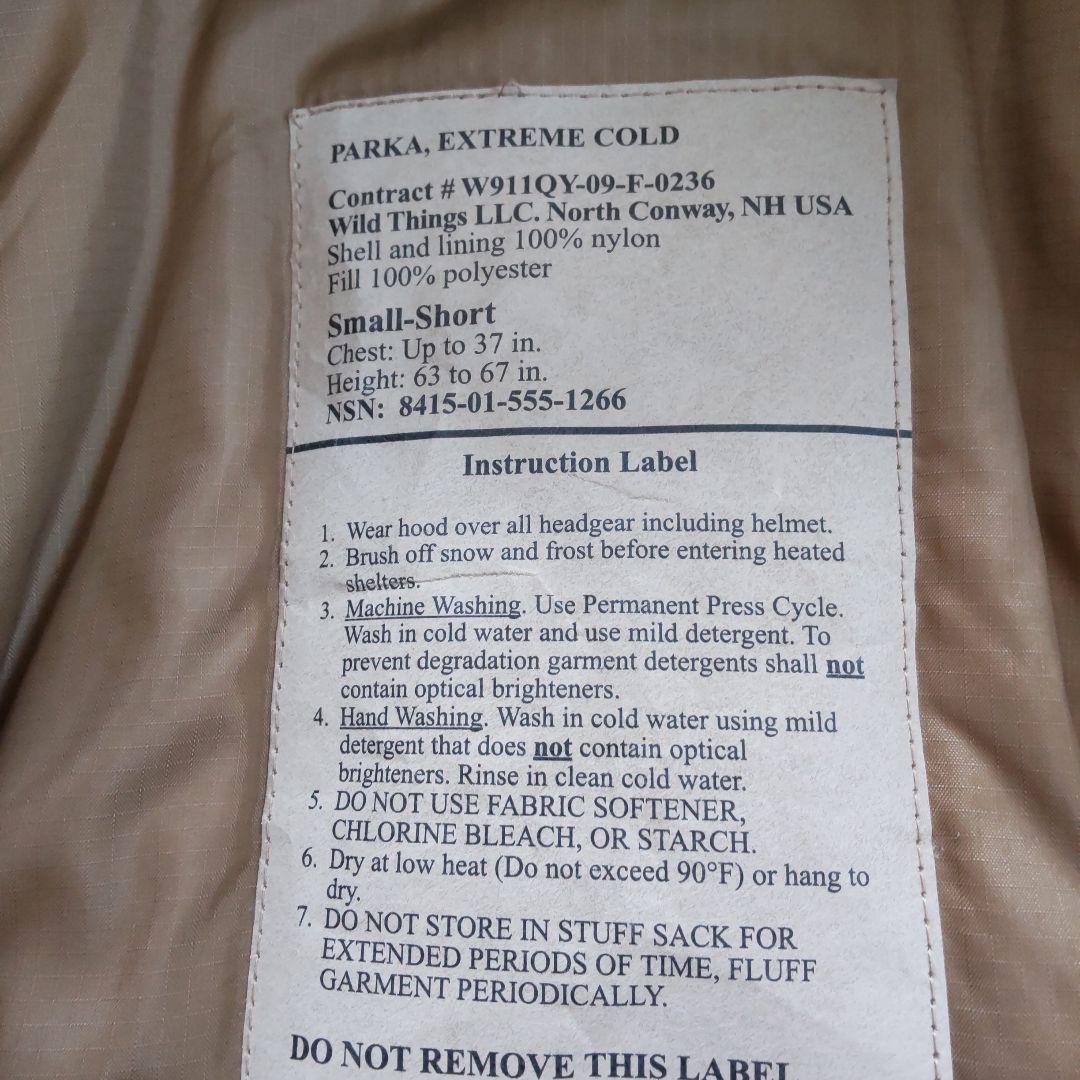 PARKA, EXTREME COLD
Contract # W911QY-09-F-0236
Wild Things LLC. North Conway, NH USA
Shell and lining 100% nylon
Fill 100% polyester
Small-Short
Chest: Up to 37 in.
Height: 63 to 67 in.
NSN: 8415-01-555-1266
Instruction Label
1. Wear hood over all headgear including helmet.
2. Brush off snow and frost before entering heated
shelters.
3. Machine Washing. Use Permanent Press Cycle.
Wash in cold water and use mild detergent. To
prevent degradation garment detergents shall not
contain optical brighteners.
4. Hand Washing. Wash in cold water using mild
detergent that does not contain optical
brighteners. Rinse in clean cold water.
5. DO NOT USE FABRIC SOFTENER,
CHLORINE BLEACH, OR STARCH.
6. Dry at low heat (Do not exceed 90°F) or hang to
dry.
7. DO NOT STORE IN STUFF SACK FOR
EXTENDED PERIODS OF TIME, FLUFF
GARMENT PERIODICALLY.
DO NOT REMOVE THIS LABEL